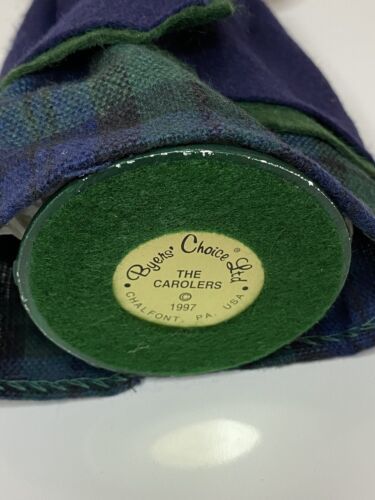 Byers' Choice Ltd®
THE
CAROLERS
©
1997
• CHALFONT, PA. USA •